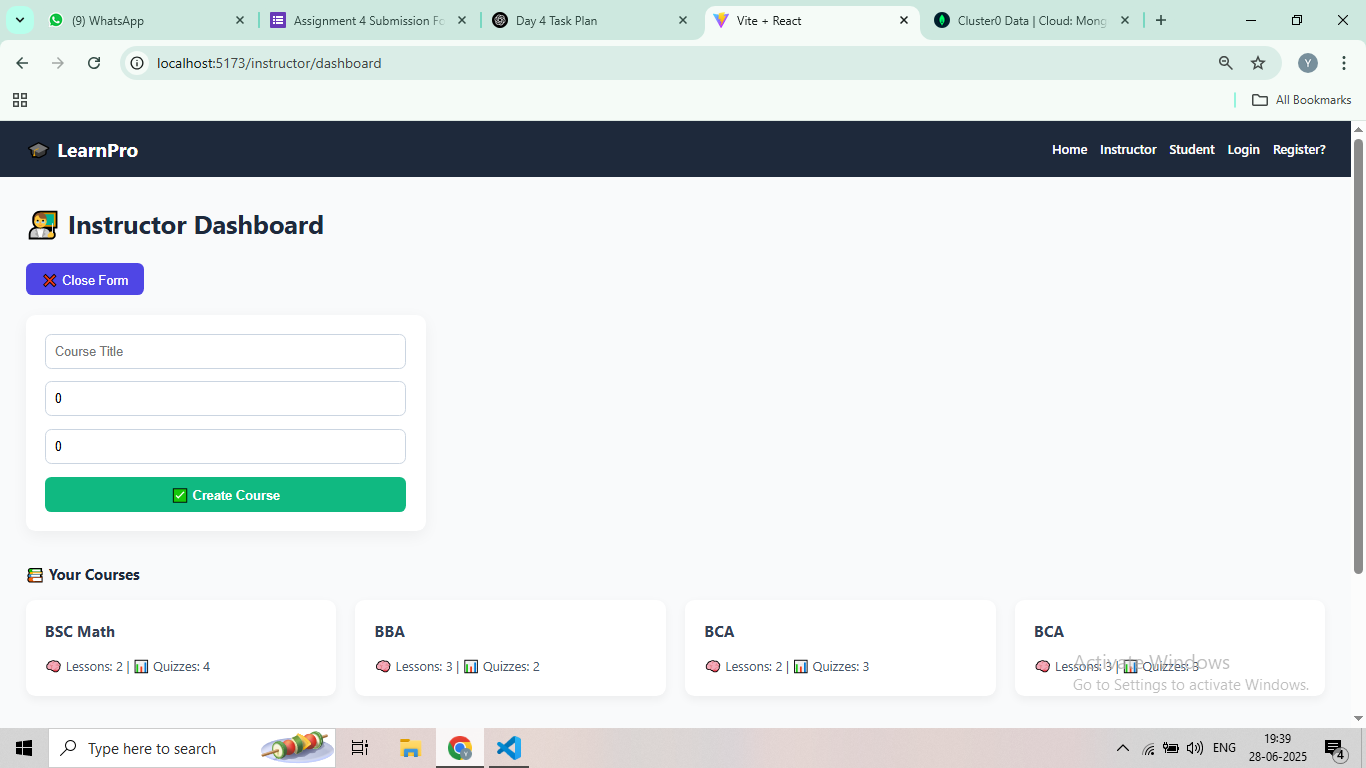 (9) WhatsApp
Assignment 4 Submission Fo
Day 4 Task Plan
Vite + React
Cluster0 Data | Cloud: Mong
localhost:5173/instructor/dashboard
Y
All Bookmarks
LearnPro
Home Instructor Student Login Register?
Instructor Dashboard
Close Form
Course Title
0
0
Create Course
Your Courses
BSC Math
Lessons: 2 | Quizzes: 4
BBA
Lessons: 3 | Quizzes: 2
BCA
Lessons: 2 | Quizzes: 3
BCA
Lessons: 3 | Quizzes: 3
Activate Windows
Go to Settings to activate Windows.
Type here to search
ENG
19:39
28-06-2025
4